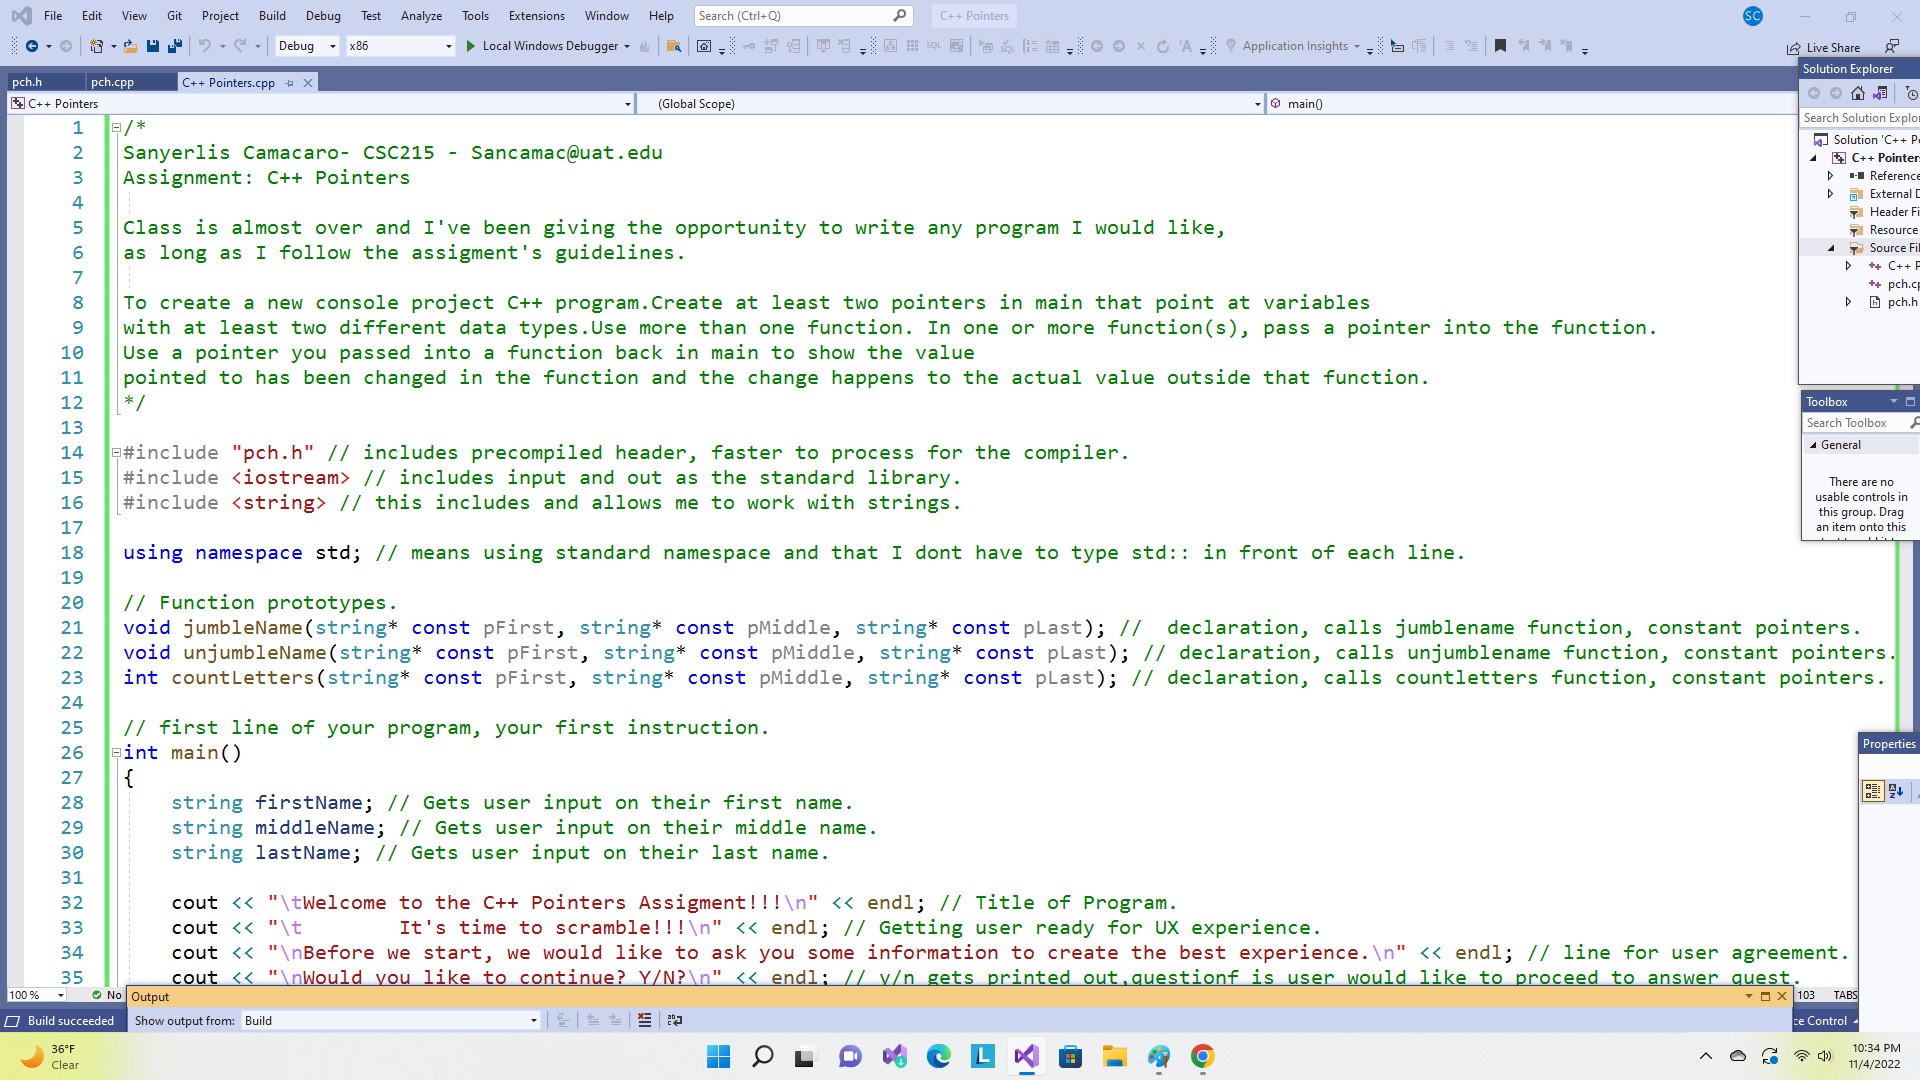 File Edit View Git Project Build Debug Test Analyze Tools Extensions Window Help Search (Ctrl+Q) C++ Pointers SC
Debug x86 Local Windows Debugger Application Insights Live Share
pch.h pch.cpp C++ Pointers.cpp
C++ Pointers (Global Scope) main()
1 /*
2 Sanyerlis Camacaro- CSC215 - Sancamac@uat.edu
3 Assignment: C++ Pointers
4
5 Class is almost over and I've been giving the opportunity to write any program I would like,
6 as long as I follow the assigment's guidelines.
7
8 To create a new console project C++ program.Create at least two pointers in main that point at variables
9 with at least two different data types.Use more than one function. In one or more function(s), pass a pointer into the function.
10 Use a pointer you passed into a function back in main to show the value
11 pointed to has been changed in the function and the change happens to the actual value outside that function.
12 */
13
14 #include "pch.h" // includes precompiled header, faster to process for the compiler.
15 #include <iostream> // includes input and out as the standard library.
16 #include <string> // this includes and allows me to work with strings.
17
18 using namespace std; // means using standard namespace and that I dont have to type std:: in front of each line.
19
20 // Function prototypes.
21 void jumbleName(string* const pFirst, string* const pMiddle, string* const pLast); //  declaration, calls jumblename function, constant pointers.
22 void unjumbleName(string* const pFirst, string* const pMiddle, string* const pLast); // declaration, calls unjumblename function, constant pointers.
23 int countLetters(string* const pFirst, string* const pMiddle, string* const pLast); // declaration, calls countletters function, constant pointers.
24
25 // first line of your program, your first instruction.
26 int main()
27 {
28 string firstName; // Gets user input on their first name.
29 string middleName; // Gets user input on their middle name.
30 string lastName; // Gets user input on their last name.
31
32 cout << "\tWelcome to the C++ Pointers Assigment!!!\n" << endl; // Title of Program.
33 cout << "\t        It's time to scramble!!!\n" << endl; // Getting user ready for UX experience.
34 cout << "\nBefore we start, we would like to ask you some information to create the best experience.\n" << endl; // line for user agreement.
35 cout << "\nWould you like to continue? Y/N?\n" << endl; // y/n gets printed out,questionf is user would like to proceed to answer quest.
Solution Explorer
Search Solution Explo
Solution 'C++ P
C++ Pointers
Reference
External D
Header Fi
Resource
Source Fil
C++ P
pch.cp
pch.h
Toolbox
Search Toolbox
General
There are no
usable controls in
this group. Drag
an item onto this
Properties
100 % No
Output
103 TABS
Build succeeded
Show output from: Build
ce Control
36°F
Clear
10:34 PM
11/4/2022